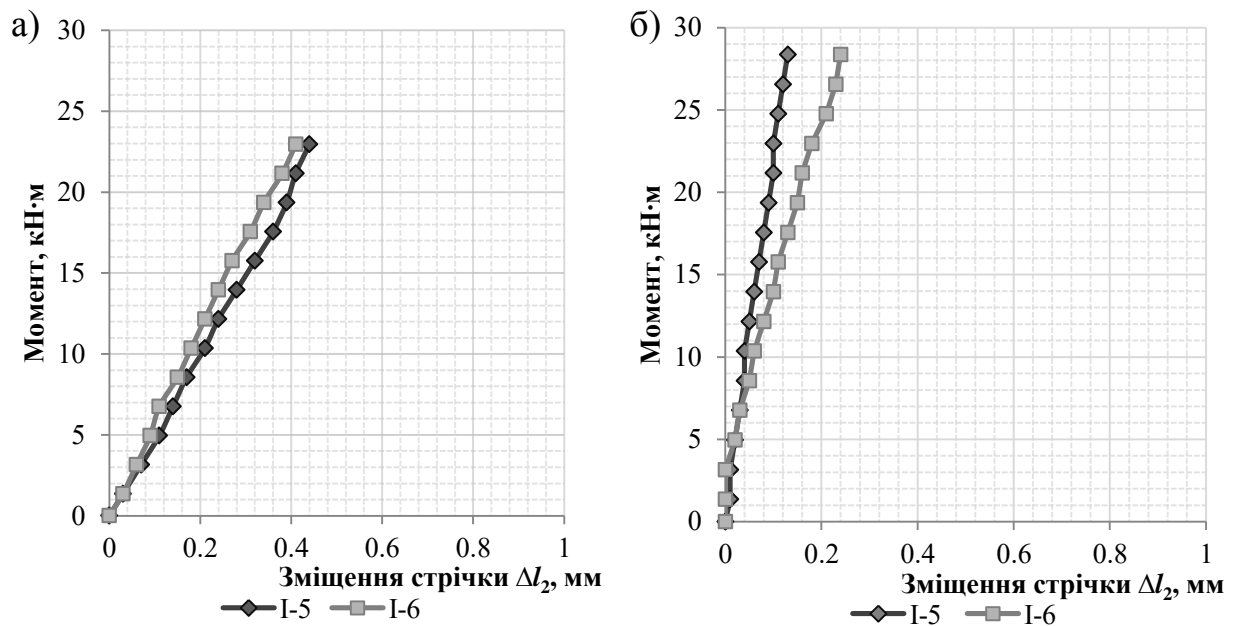 а)
30
25
20
15
10
5
0
Момент, кН·м
0 0.2 0.4 0.6 0.8 1
Зміщення стрічки Δl₂, мм
І-5 І-6
б)
30
25
20
15
10
5
0
Момент, кН·м
0 0.2 0.4 0.6 0.8 1
Зміщення стрічки Δl₂, мм
І-5 І-6